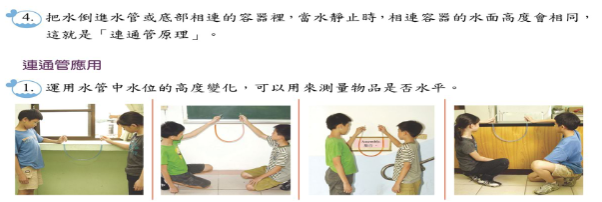 4. 把水倒進水管或底部相連的容器裡，當水靜止時，相連容器的水面高度會相同，
這就是「連通管原理」。
連通管應用
1. 運用水管中水位的高度變化，可以用來測量物品是否水平。